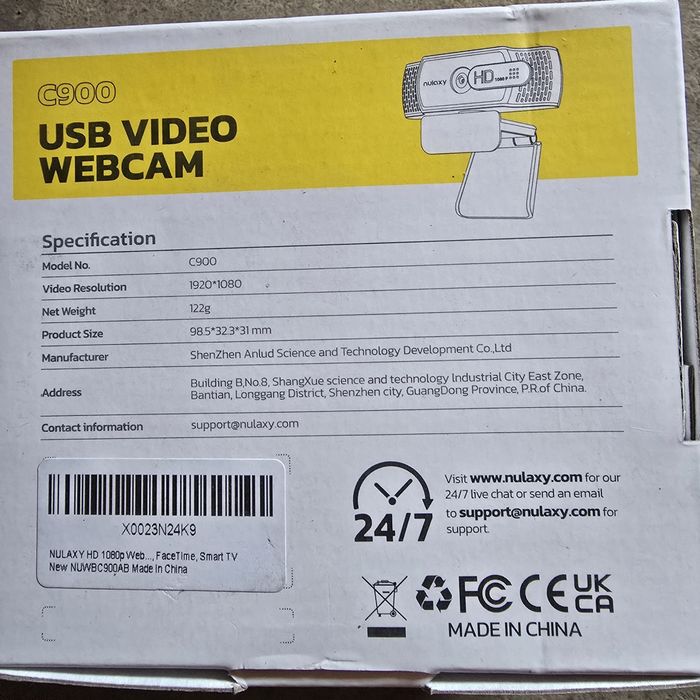 C900
USB VIDEO
WEBCAM
nulaxy
HD 1080 P
Specification
Model No. C900
Video Resolution 1920*1080
Net Weight 122g
Product Size 98.5*32.3*31 mm
Manufacturer ShenZhen Anlud Science and Technology Development Co.,Ltd
Address Building B,No.8, ShangXue science and technology Industrial City East Zone,
Bantian, Longgang District, Shenzhen city, GuangDong Province, P.R.of China.
Contact information support@nulaxy.com
X0023N24K9
NULAXY HD 1080p Web..., FaceTime, Smart TV
New NUWBC900AB Made in China
24/7
Visit www.nulaxy.com for our
24/7 live chat or send an email
to support@nulaxy.com for
support.
FC CE UK
CA
MADE IN CHINA